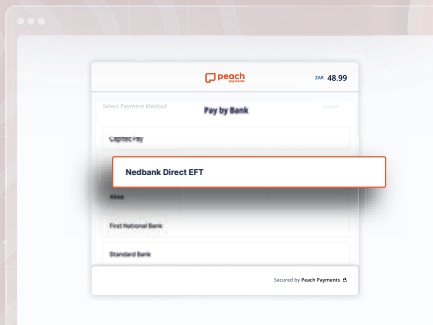 peach
payments
ZAR 48.99
Select Payment Method
Pay by Bank
Capitec Pay
Nedbank Direct EFT
Absa
First National Bank
Standard Bank
Secured by Peach Payments